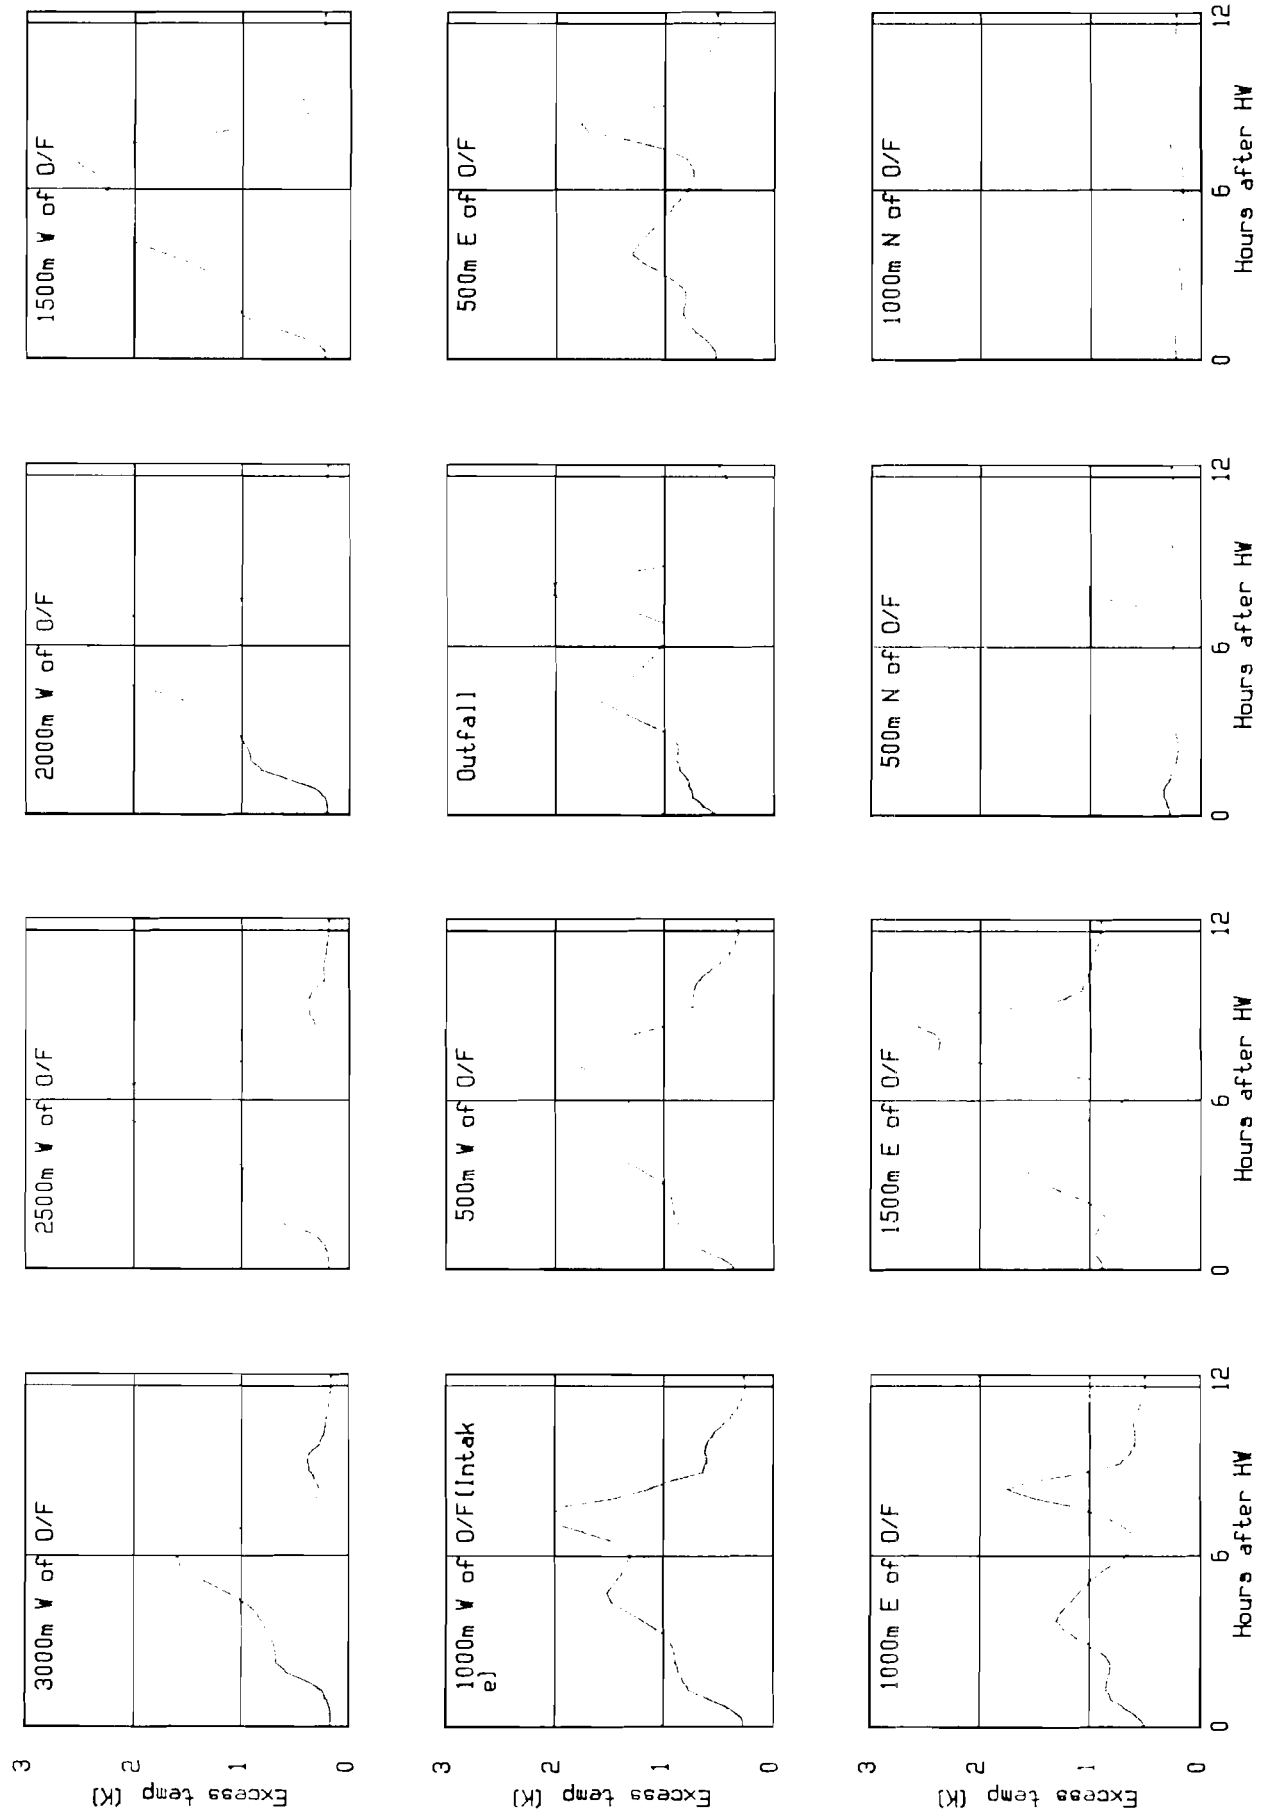 3000m W of O/F
2500m W of O/F
2000m W of O/F
1500m W of O/F
3
2
1
0
Excess temp [K]
1000m W of O/F(Intak
e)
500m W of O/F
Outfall
500m E of O/F
3
2
1
0
Excess temp [K]
1000m E of O/F
1500m E of O/F
500m N of O/F
1000m N of O/F
3
2
1
0
Excess temp [K]
0 6 12
Hours after HW
0 6 12
Hours after HW
0 6 12
Hours after HW
0 6 12
Hours after HW